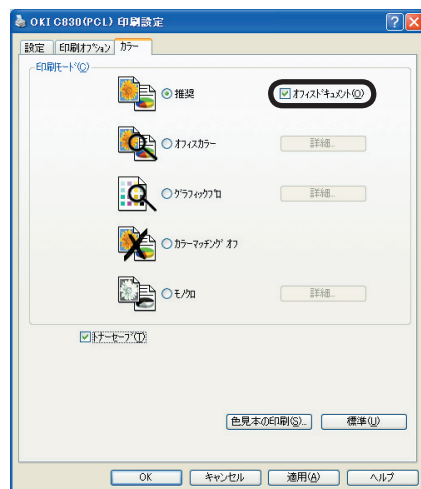 OKI C830(PCL) 印刷設定
設定 印刷オプション カラー
印刷モード(C)
推奨 オフィスドキュメント(O)
オフィスカラー 詳細...
グラフィックプロ 詳細...
カラーマッチング オフ
モノクロ 詳細...
トナーセーブ(T)
色見本の印刷(S)... 標準(U)
OK キャンセル 適用(A) ヘルプ